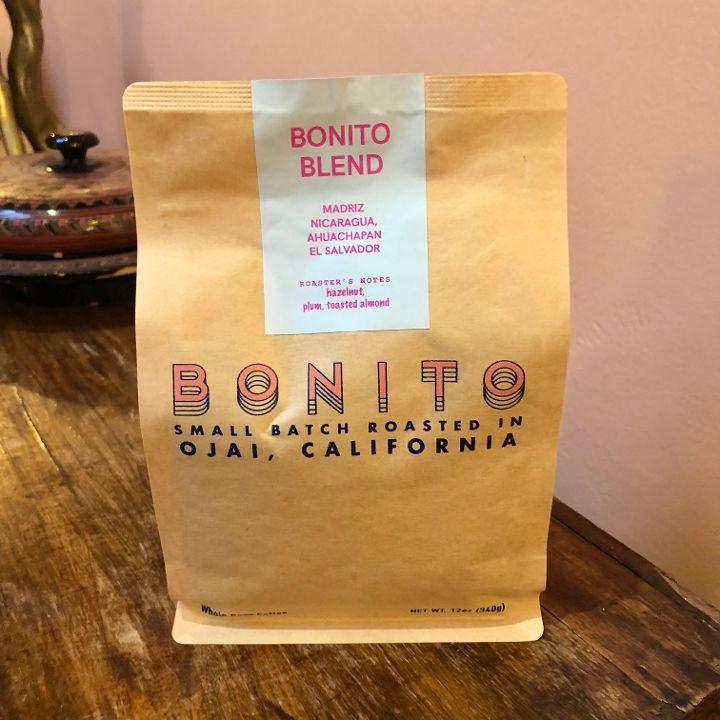 BONITO
BLEND
MADRIZ
NICARAGUA,
AHUACHAPAN
EL SALVADOR
ROASTER'S NOTES
hazelnut,
plum, toasted almond
BONITO
SMALL BATCH ROASTED IN
OJAI, CALIFORNIA
Whole Bean Coffee
NET WT. 12oz (340g)